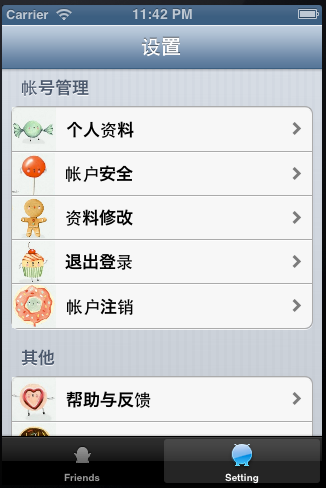 Carrier 11:42 PM
设置
帐号管理
个人资料
帐户安全
资料修改
退出登录
帐户注销
其他
帮助与反馈
Friends
Setting